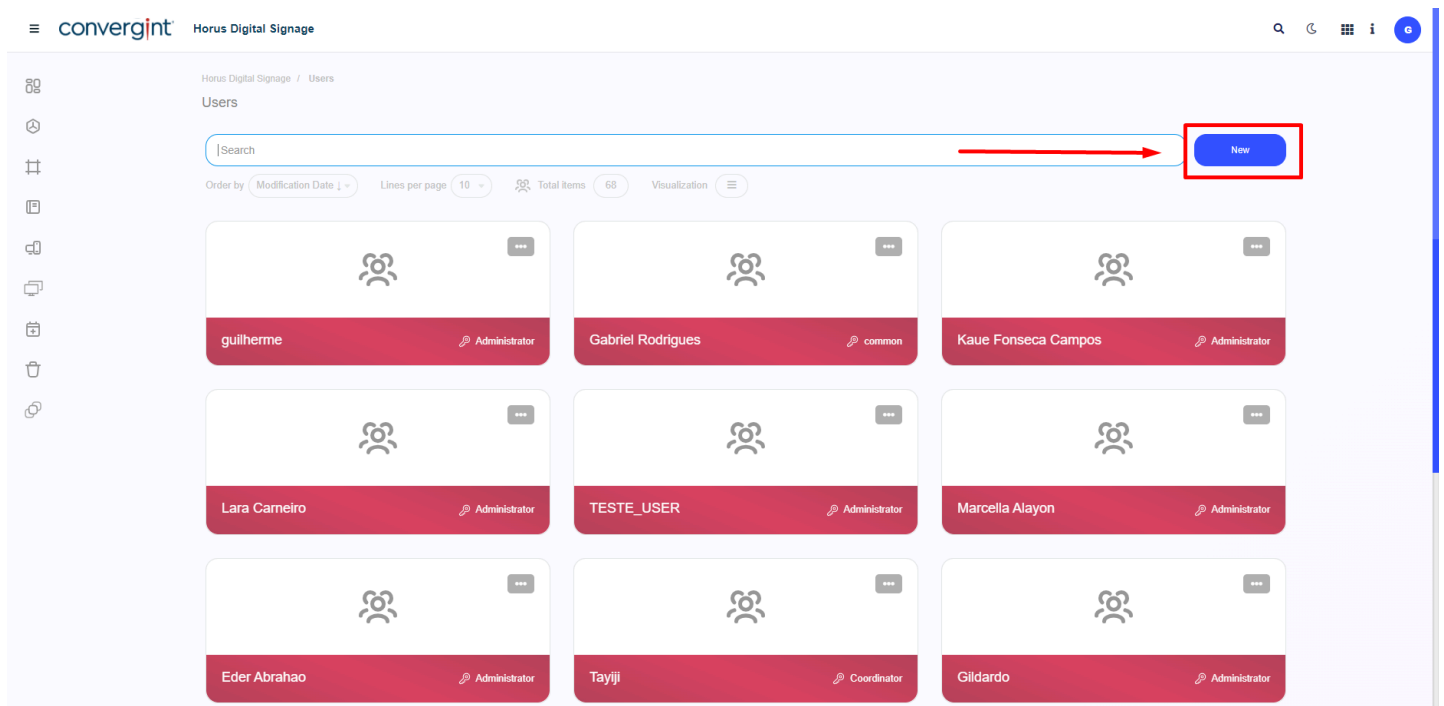 convergint Horus Digital Signage i G
Horus Digital Signage / Users
Users
Search New
Order by Modification Date ↓ Lines per page 10 Total items 68 Visualization
guilherme Administrator Gabriel Rodrigues common Kaue Fonseca Campos Administrator
Lara Carneiro Administrator TESTE_USER Administrator Marcella Alayon Administrator
Eder Abrahao Administrator Tayiji Coordinator Gildardo Administrator